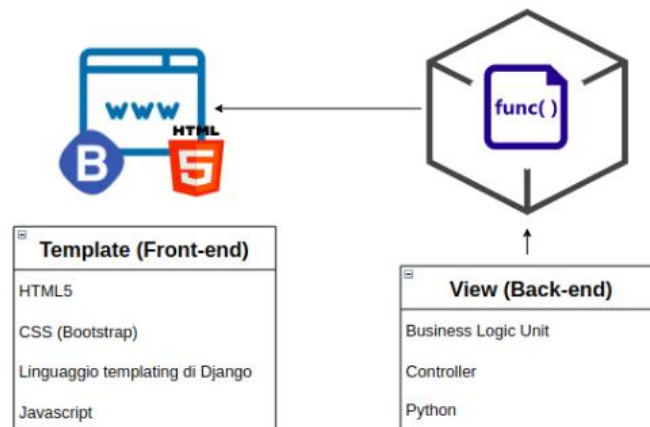 www
HTML
5
B
func( )
Template (Front-end)
HTML5
CSS (Bootstrap)
Linguaggio templating di Django
Javascript
View (Back-end)
Business Logic Unit
Controller
Python